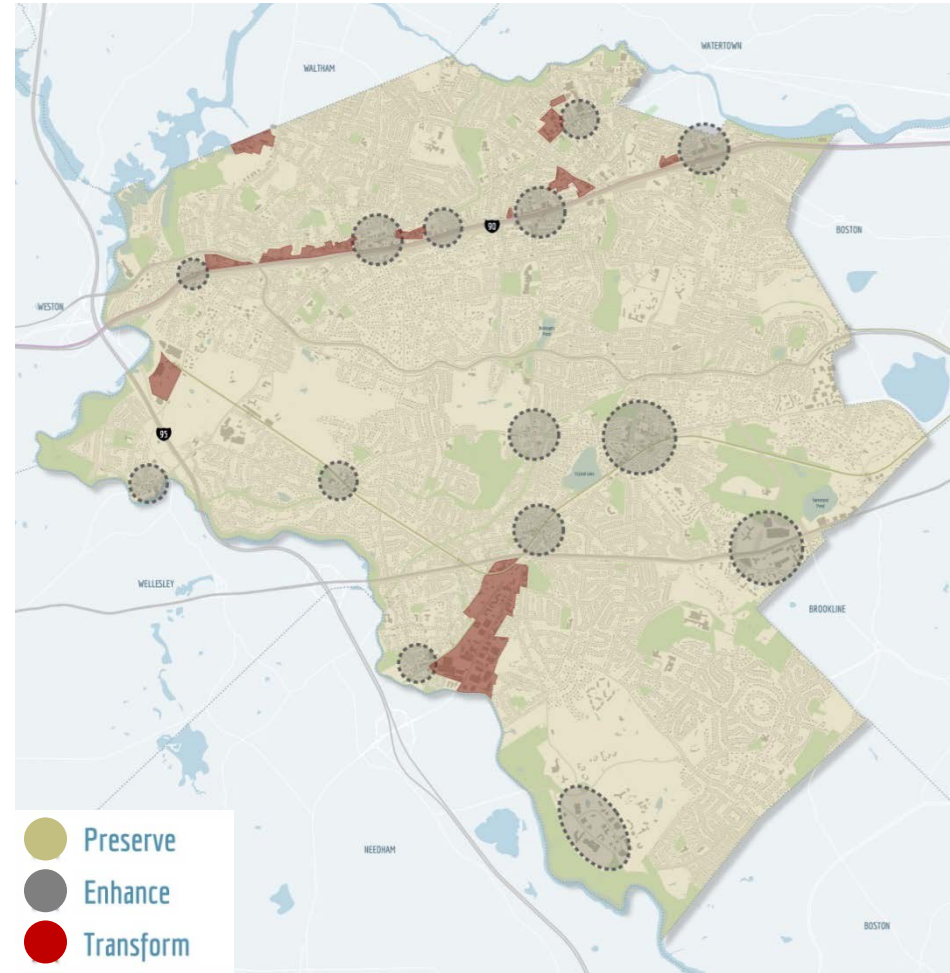 WATERTOWN
WALTHAM
90
BOSTON
WESTON
95
WELLESLEY
BROOKLINE
NEEDHAM
BOSTON
Preserve
Enhance
Transform